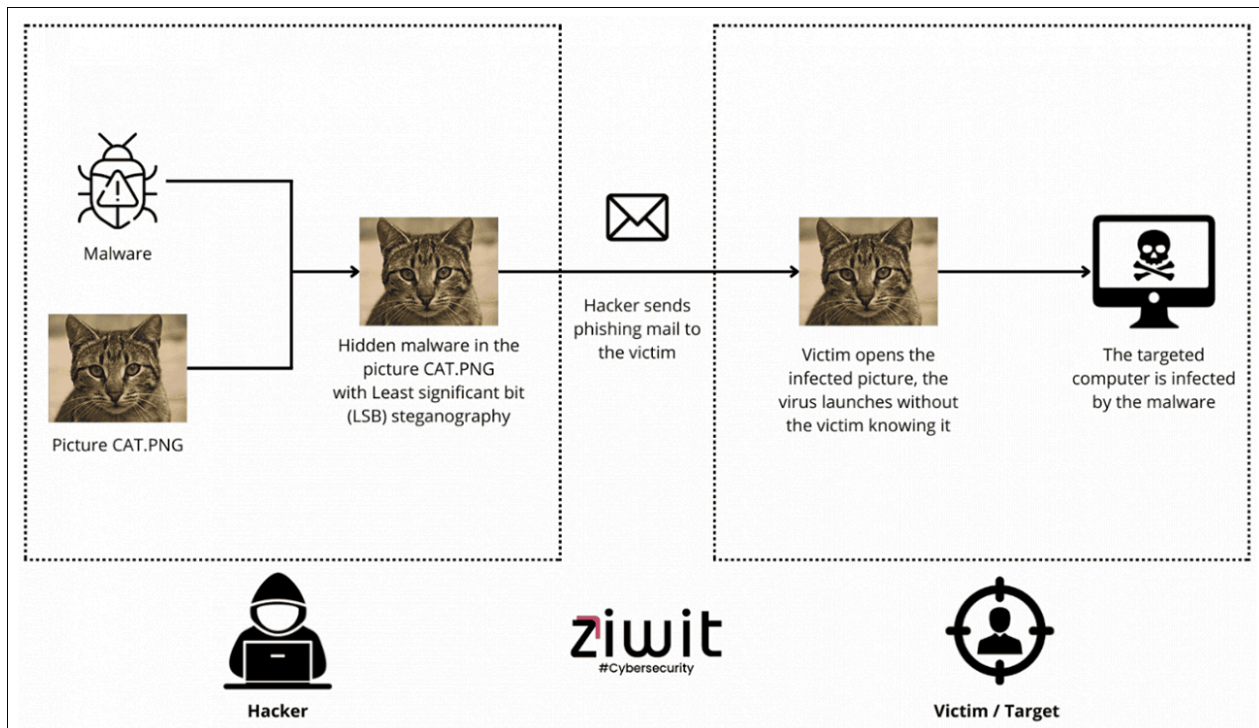 Malware
Picture CAT.PNG
Hidden malware in the
picture CAT.PNG
with Least significant bit
(LSB) steganography
Hacker sends
phishing mail to
the victim
Victim opens the
infected picture, the
virus launches without
the victim knowing it
The targeted
computer is infected
by the malware
Hacker
ziwit
#Cybersecurity
Victim / Target